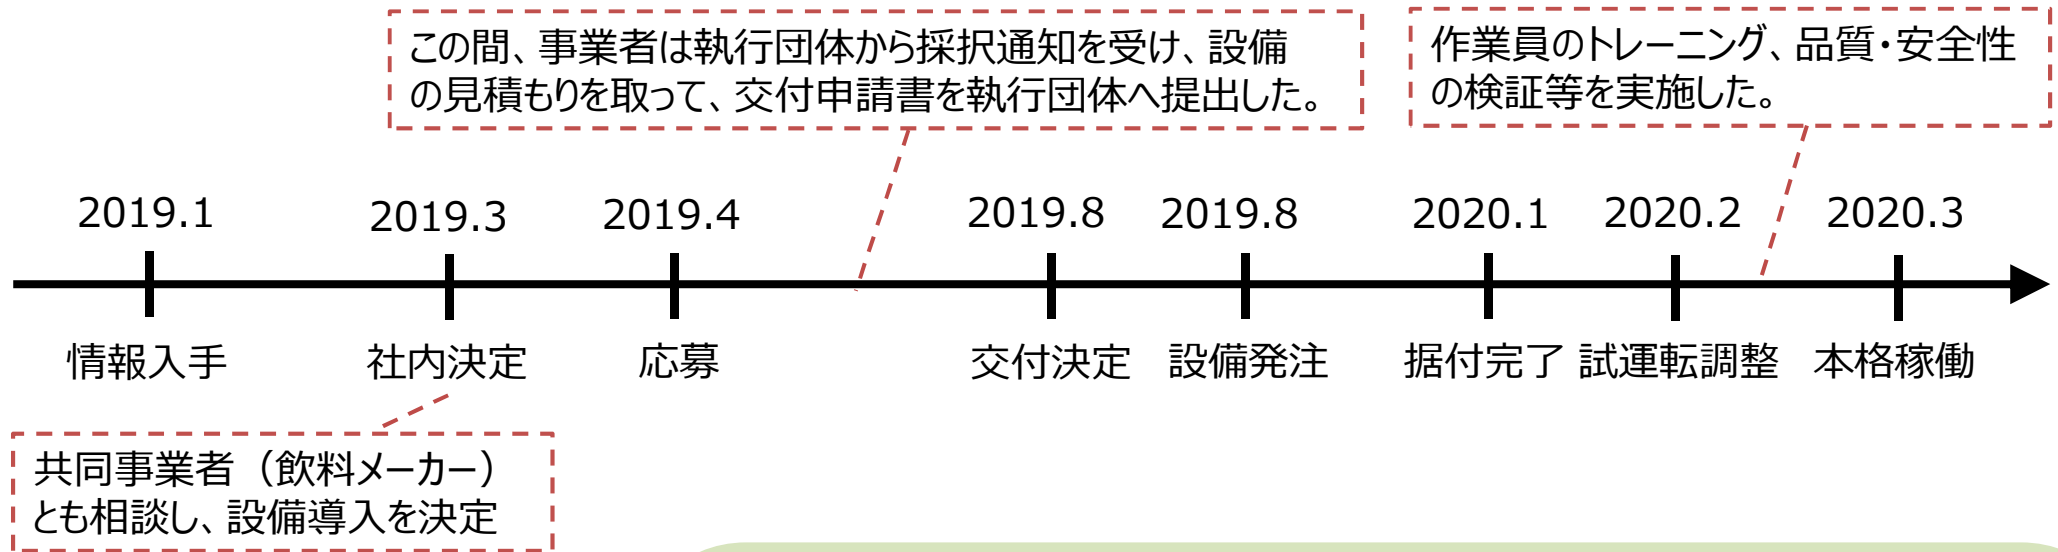 この間、事業者は執行団体から採択通知を受け、設備
の見積もりを取って、交付申請書を執行団体へ提出した。
作業員のトレーニング、品質・安全性
の検証等を実施した。
2019.1
2019.3
2019.4
2019.8
2019.8
2020.1
2020.2
2020.3
情報入手
社内決定
応募
交付決定
設備発注
据付完了
試運転調整
本格稼働
共同事業者（飲料メーカー）
とも相談し、設備導入を決定